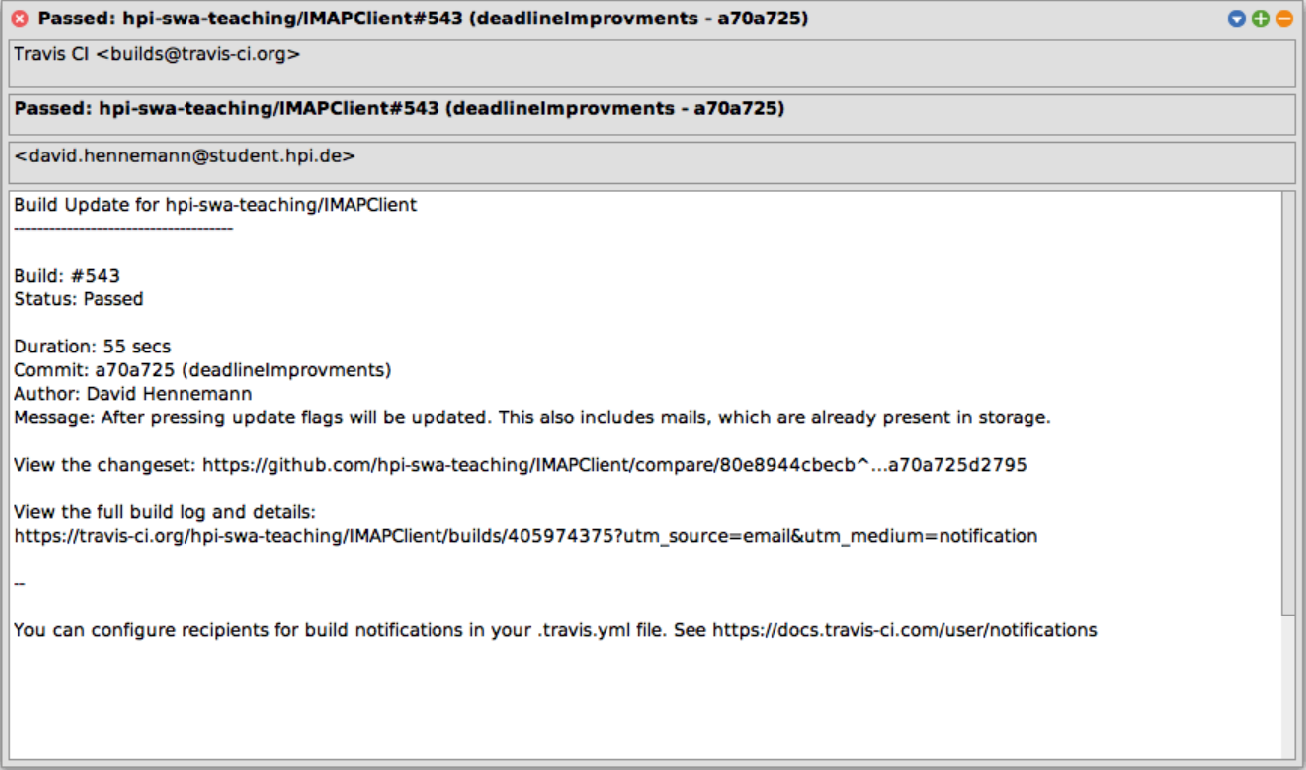 Passed: hpi-swa-teaching/IMAPClient#543 (deadlineImprovments - a70a725)
Travis CI <builds@travis-ci.org>
Passed: hpi-swa-teaching/IMAPClient#543 (deadlineImprovments - a70a725)
<david.hennemann@student.hpi.de>
Build Update for hpi-swa-teaching/IMAPClient
-------------------------------------
Build: #543
Status: Passed
Duration: 55 secs
Commit: a70a725 (deadlineImprovments)
Author: David Hennemann
Message: After pressing update flags will be updated. This also includes mails, which are already present in storage.
View the changeset: https://github.com/hpi-swa-teaching/IMAPClient/compare/80e8944cbecb^...a70a725d2795
View the full build log and details:
https://travis-ci.org/hpi-swa-teaching/IMAPClient/builds/405974375?utm_source=email&utm_medium=notification
--
You can configure recipients for build notifications in your .travis.yml file. See https://docs.travis-ci.com/user/notifications